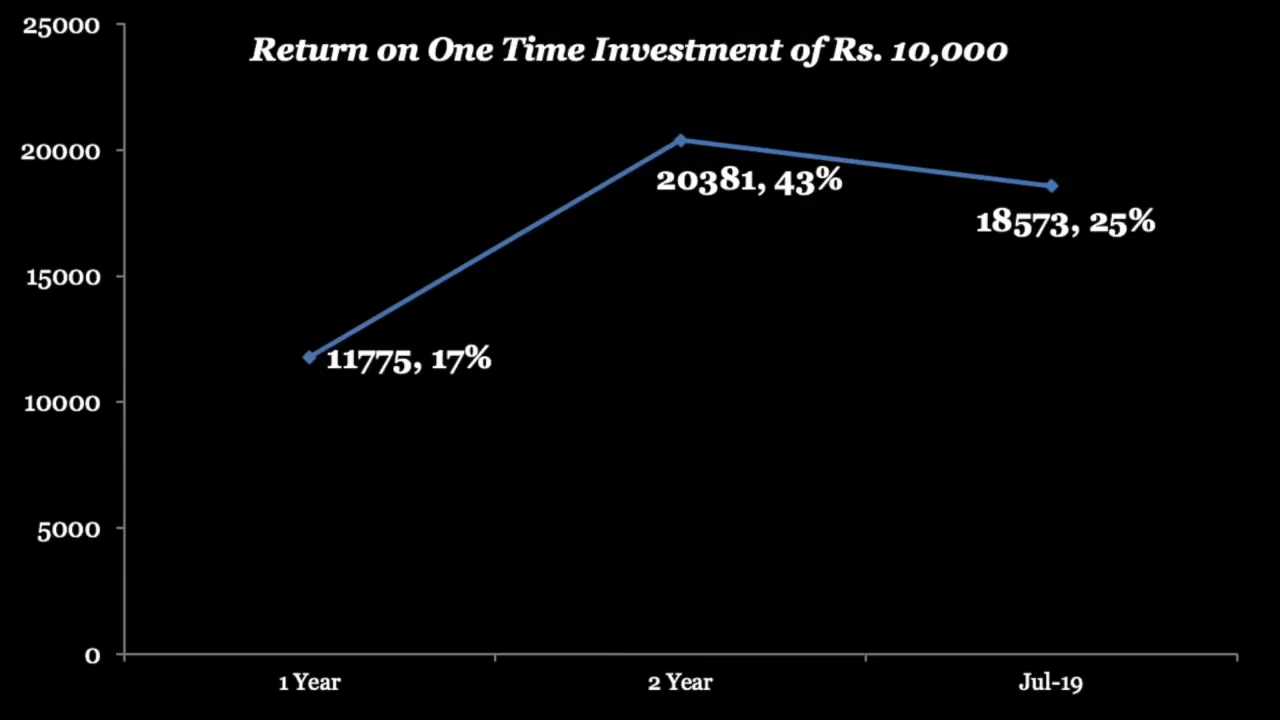 Return on One Time Investment of Rs. 10,000
25000
20000
15000
10000
5000
0
11775, 17%
20381, 43%
18573, 25%
1 Year
2 Year
Jul-19